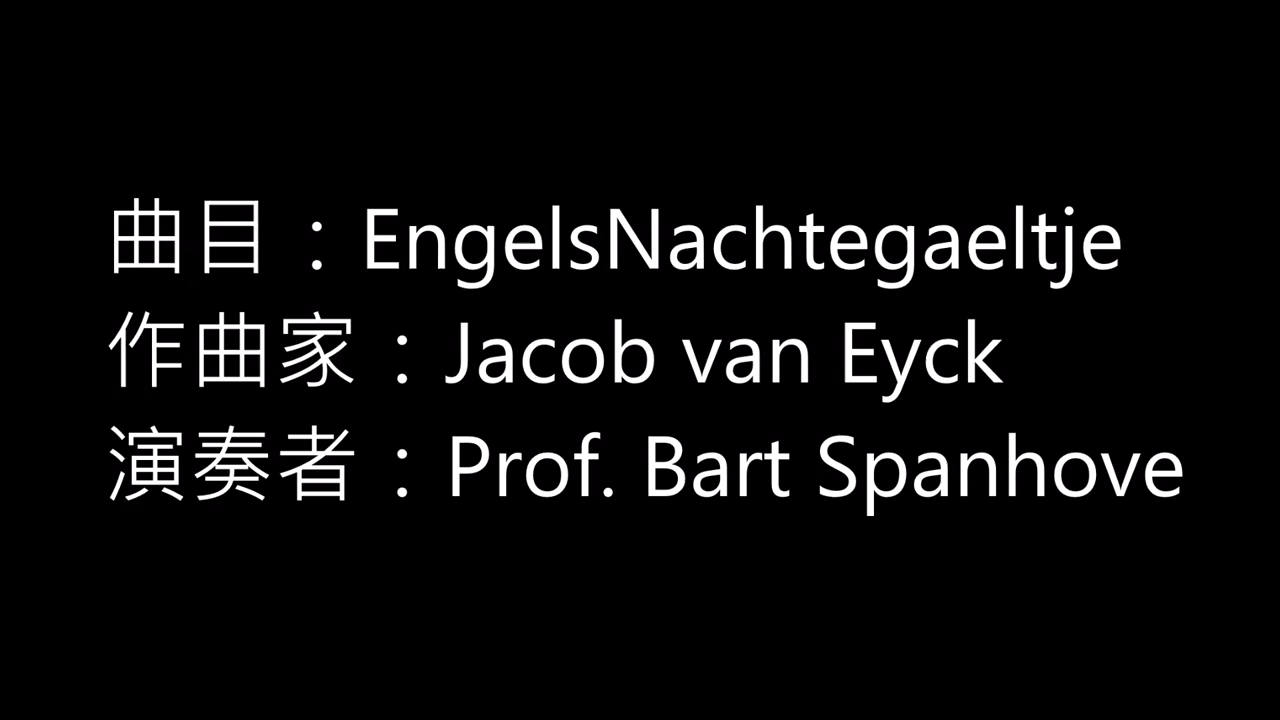 曲目：EngelsNachtegaeltje
作曲家：Jacob van Eyck
演奏者：Prof. Bart Spanhove